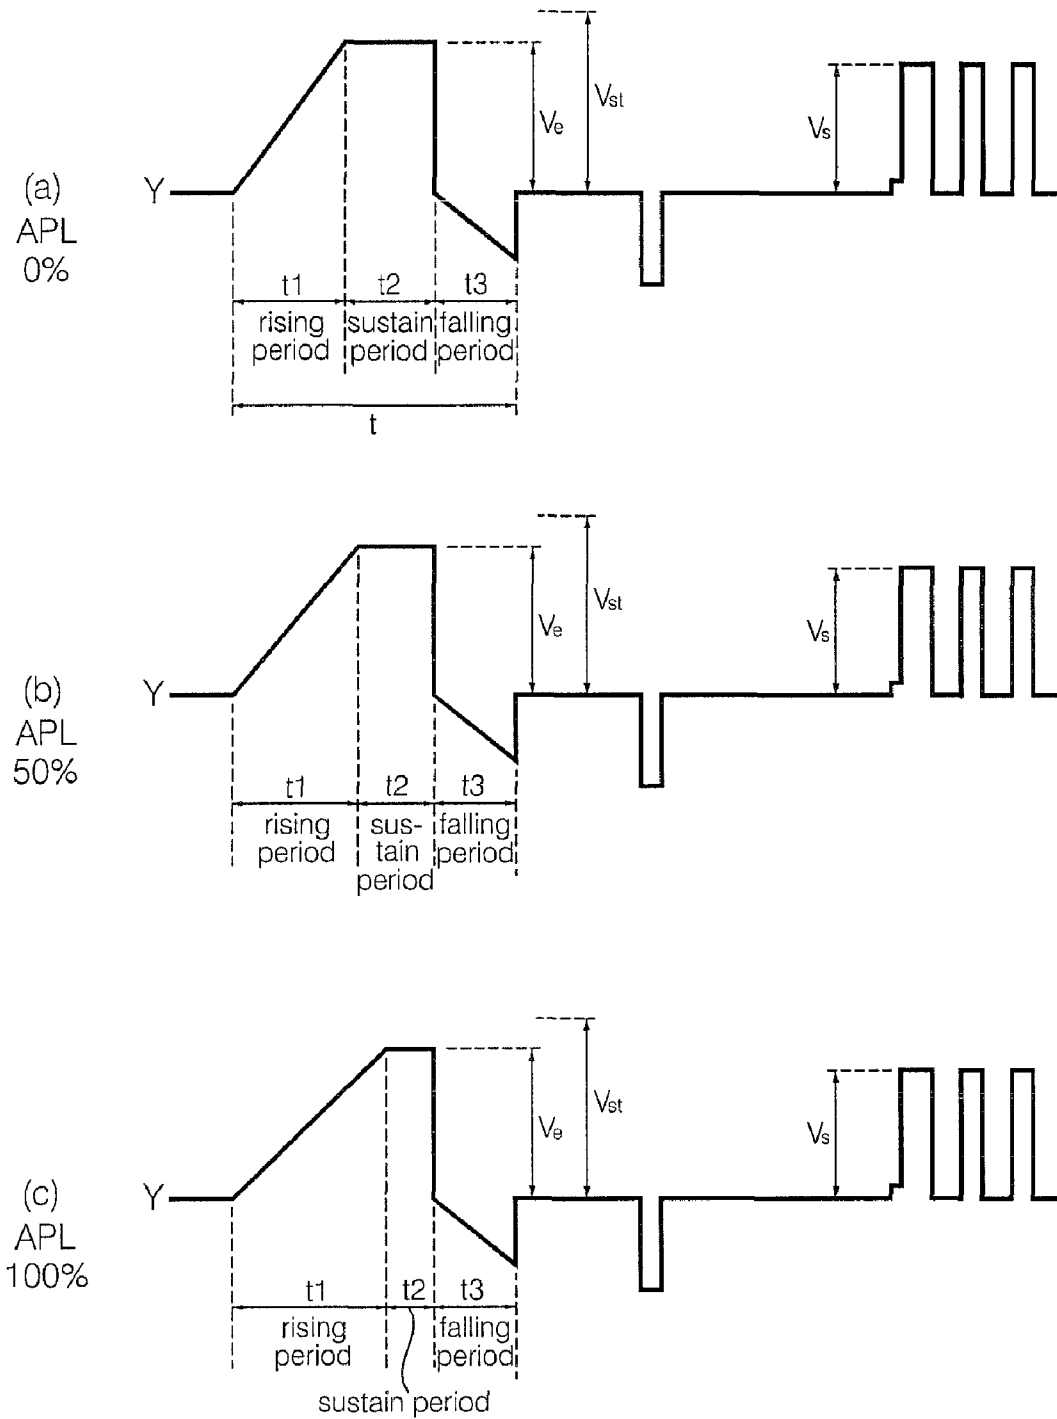 (a)
APL
0%
Y
Vst
Ve
Vs
t1
t2
t3
rising
period
sustain
period
falling
period
t
(b)
APL
50%
Y
Vst
Ve
Vs
t1
t2
t3
rising
period
sus-
tain
period
falling
period
(c)
APL
100%
Y
Vst
Ve
Vs
t1
t2
t3
rising
period
falling
period
sustain period